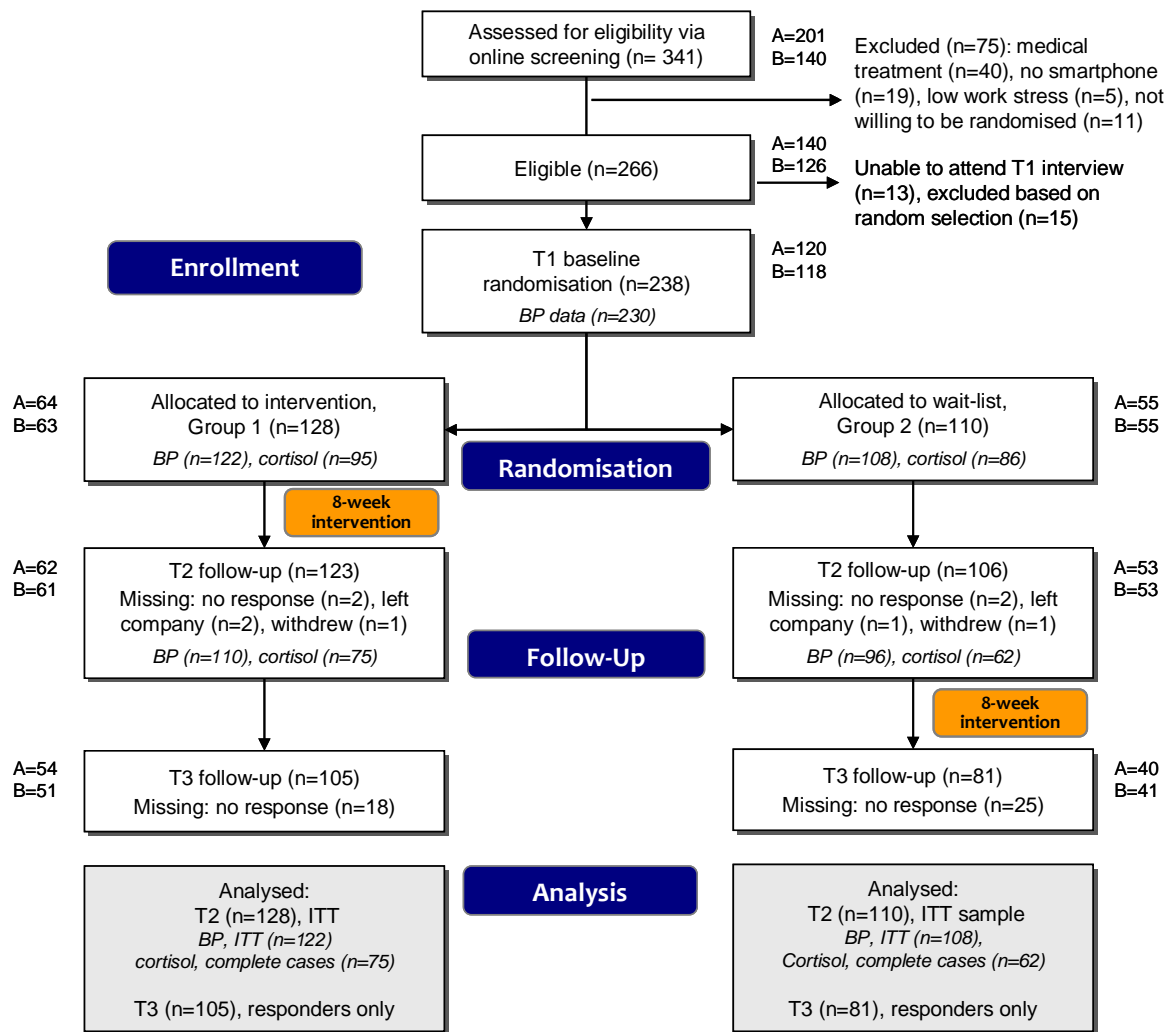 Assessed for eligibility via
online screening (n= 341)
A=201
B=140
Excluded (n=75): medical
treatment (n=40), no smartphone
(n=19), low work stress (n=5), not
willing to be randomised (n=11)
Eligible (n=266)
A=140
B=126
Unable to attend T1 interview
(n=13), excluded based on
random selection (n=15)
Enrollment
T1 baseline
randomisation (n=238)
BP data (n=230)
A=120
B=118
A=64
B=63
Allocated to intervention,
Group 1 (n=128)
BP (n=122), cortisol (n=95)
Randomisation
Allocated to wait-list,
Group 2 (n=110)
BP (n=108), cortisol (n=86)
A=55
B=55
8-week
intervention
A=62
B=61
T2 follow-up (n=123)
Missing: no response (n=2), left
company (n=2), withdrew (n=1)
BP (n=110), cortisol (n=75)
Follow-Up
T2 follow-up (n=106)
Missing: no response (n=2), left
company (n=1), withdrew (n=1)
BP (n=96), cortisol (n=62)
A=53
B=53
8-week
intervention
A=54
B=51
T3 follow-up (n=105)
Missing: no response (n=18)
T3 follow-up (n=81)
Missing: no response (n=25)
A=40
B=41
Analysis
Analysed:
T2 (n=128), ITT
BP, ITT (n=122)
cortisol, complete cases (n=75)
T3 (n=105), responders only
Analysed:
T2 (n=110), ITT sample
BP, ITT (n=108),
Cortisol, complete cases (n=62)
T3 (n=81), responders only